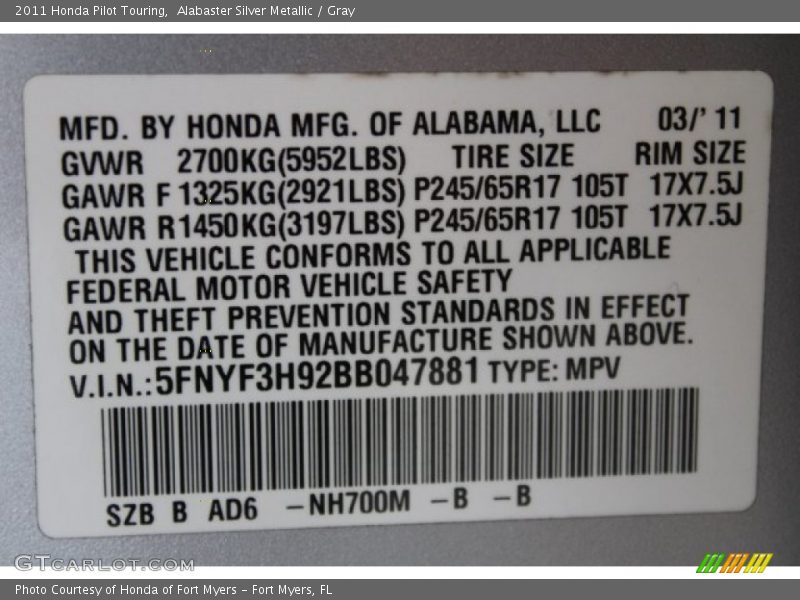 2011 Honda Pilot Touring,  Alabaster Silver Metallic / Gray
MFD. BY HONDA MFG. OF ALABAMA, LLC 03/' 11
GVWR 2700KG(5952LBS) TIRE SIZE RIM SIZE
GAWR F 1325KG(2921LBS) P245/65R17 105T 17X7.5J
GAWR R1450KG(3197LBS) P245/65R17 105T 17X7.5J
THIS VEHICLE CONFORMS TO ALL APPLICABLE
FEDERAL MOTOR VEHICLE SAFETY
AND THEFT PREVENTION STANDARDS IN EFFECT
ON THE DATE OF MANUFACTURE SHOWN ABOVE.
V.I.N.:5FNYF3H92BB047881 TYPE: MPV
SZB B AD6 -NH700M -B -B
GTCARLOT.COM
Photo Courtesy of Honda of Fort Myers - Fort Myers, FL